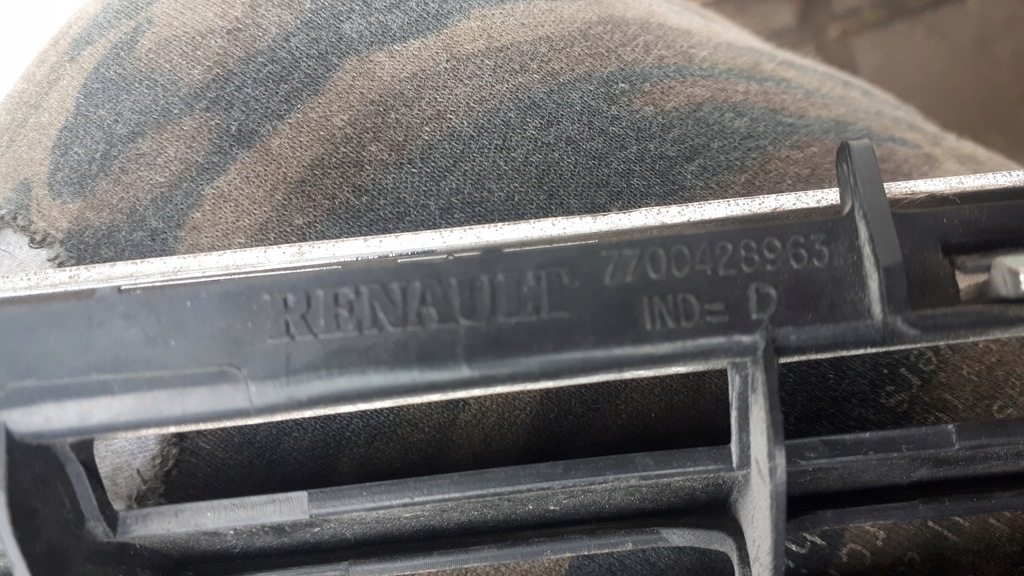 RENAULT 7700428963
IND= D